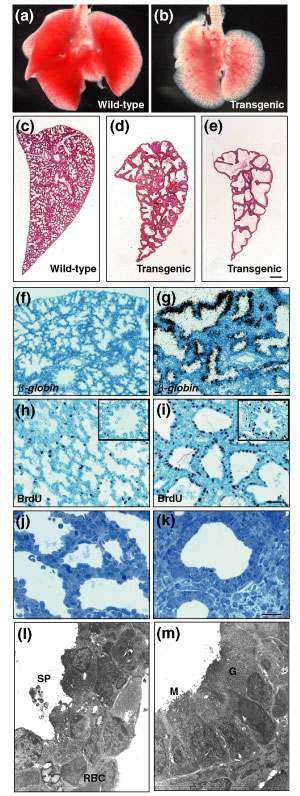 (a)
Wild-type
(b)
Transgenic
(c)
Wild-type
(d)
Transgenic
(e)
Transgenic
(f)
β-globin
(g)
β-globin
(h)
BrdU
(i)
BrdU
(j)
(k)
(l)
SP
RBC
(m)
G
M